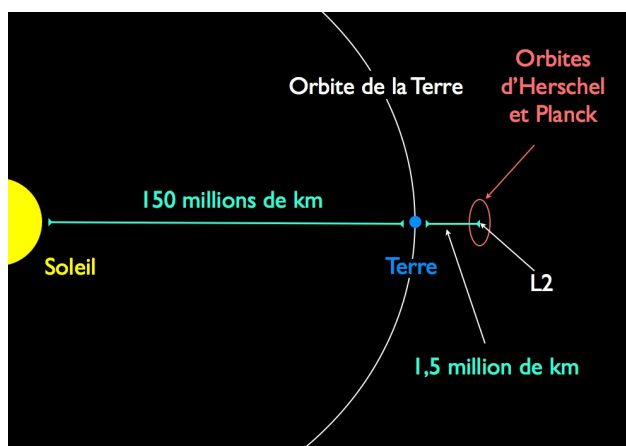 Orbites
d'Herschel
et Planck
Orbite de la Terre
150 millions de km
Soleil
Terre
L2
1,5 million de km